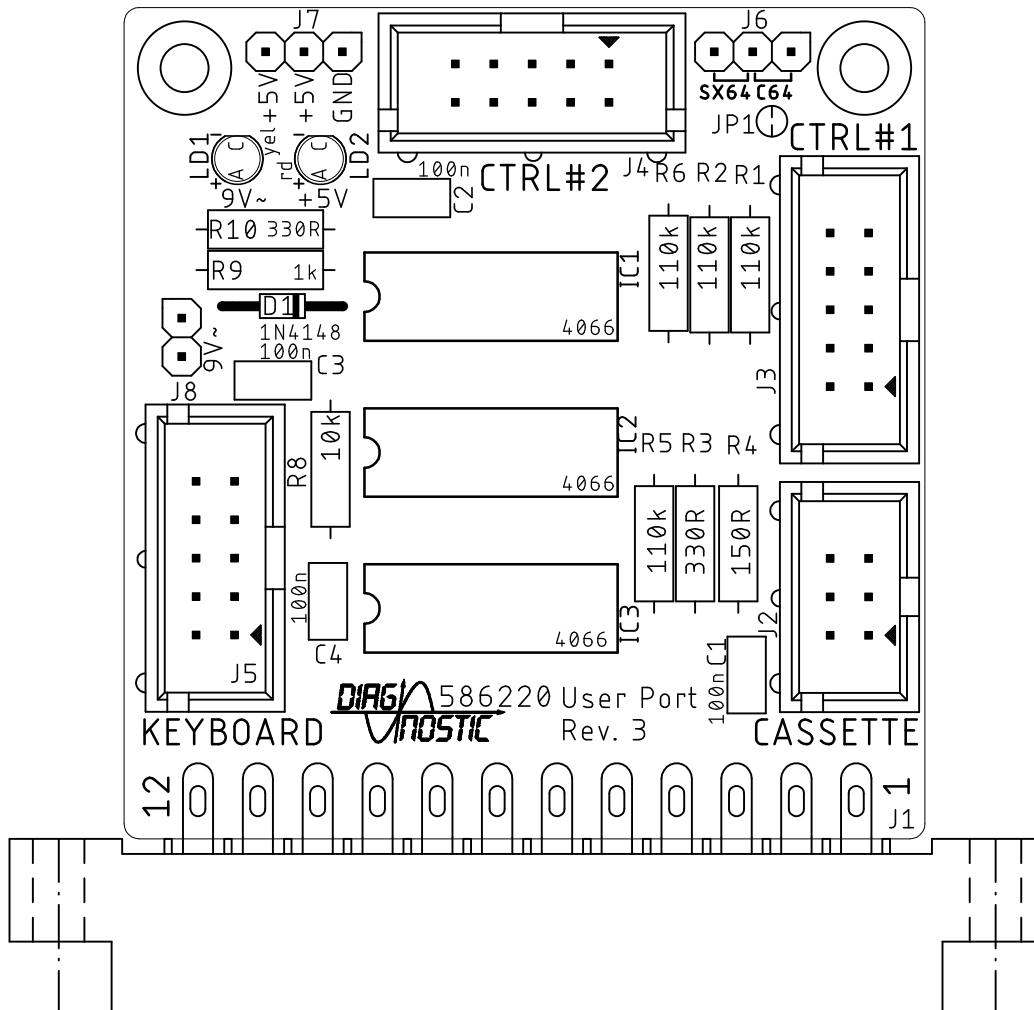 J7
J6
+5V
+5V
GND
SX64 C64
JP1
CTRL#1
LD1
yel
rd
LD2
A C
A C
+
+
9V~
+5V
100n
C2
CTRL#2
J4
R6
R2
R1
R10 330R
R9 1k
D1
1N4148
100n
C3
9V~
J8
IC1
4066
110k
110k
110k
J3
R8
10k
IC2
4066
R5
R3
R4
110k
330R
150R
100n
C4
IC3
4066
J2
C1
100n
J5
KEYBOARD
DIAG
NOSTIC
586220 User Port
Rev. 3
CASSETTE
12
1
J1